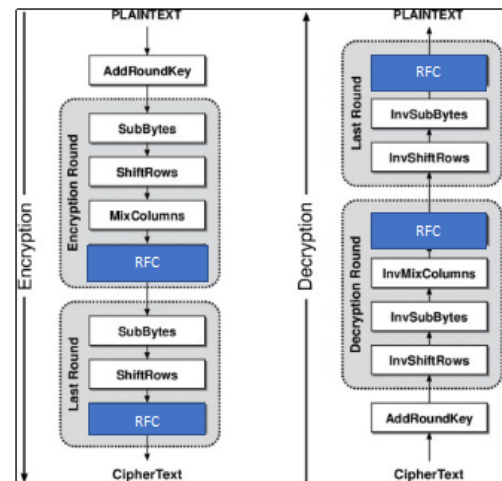 PLAINTEXT
AddRoundKey
Encryption Round
SubBytes
ShiftRows
MixColumns
RFC
Last Round
SubBytes
ShiftRows
RFC
CipherText
Encryption
PLAINTEXT
Last Round
RFC
InvSubBytes
InvShiftRows
Decryption Round
RFC
InvMixColumns
InvSubBytes
InvShiftRows
AddRoundKey
CipherText
Decryption